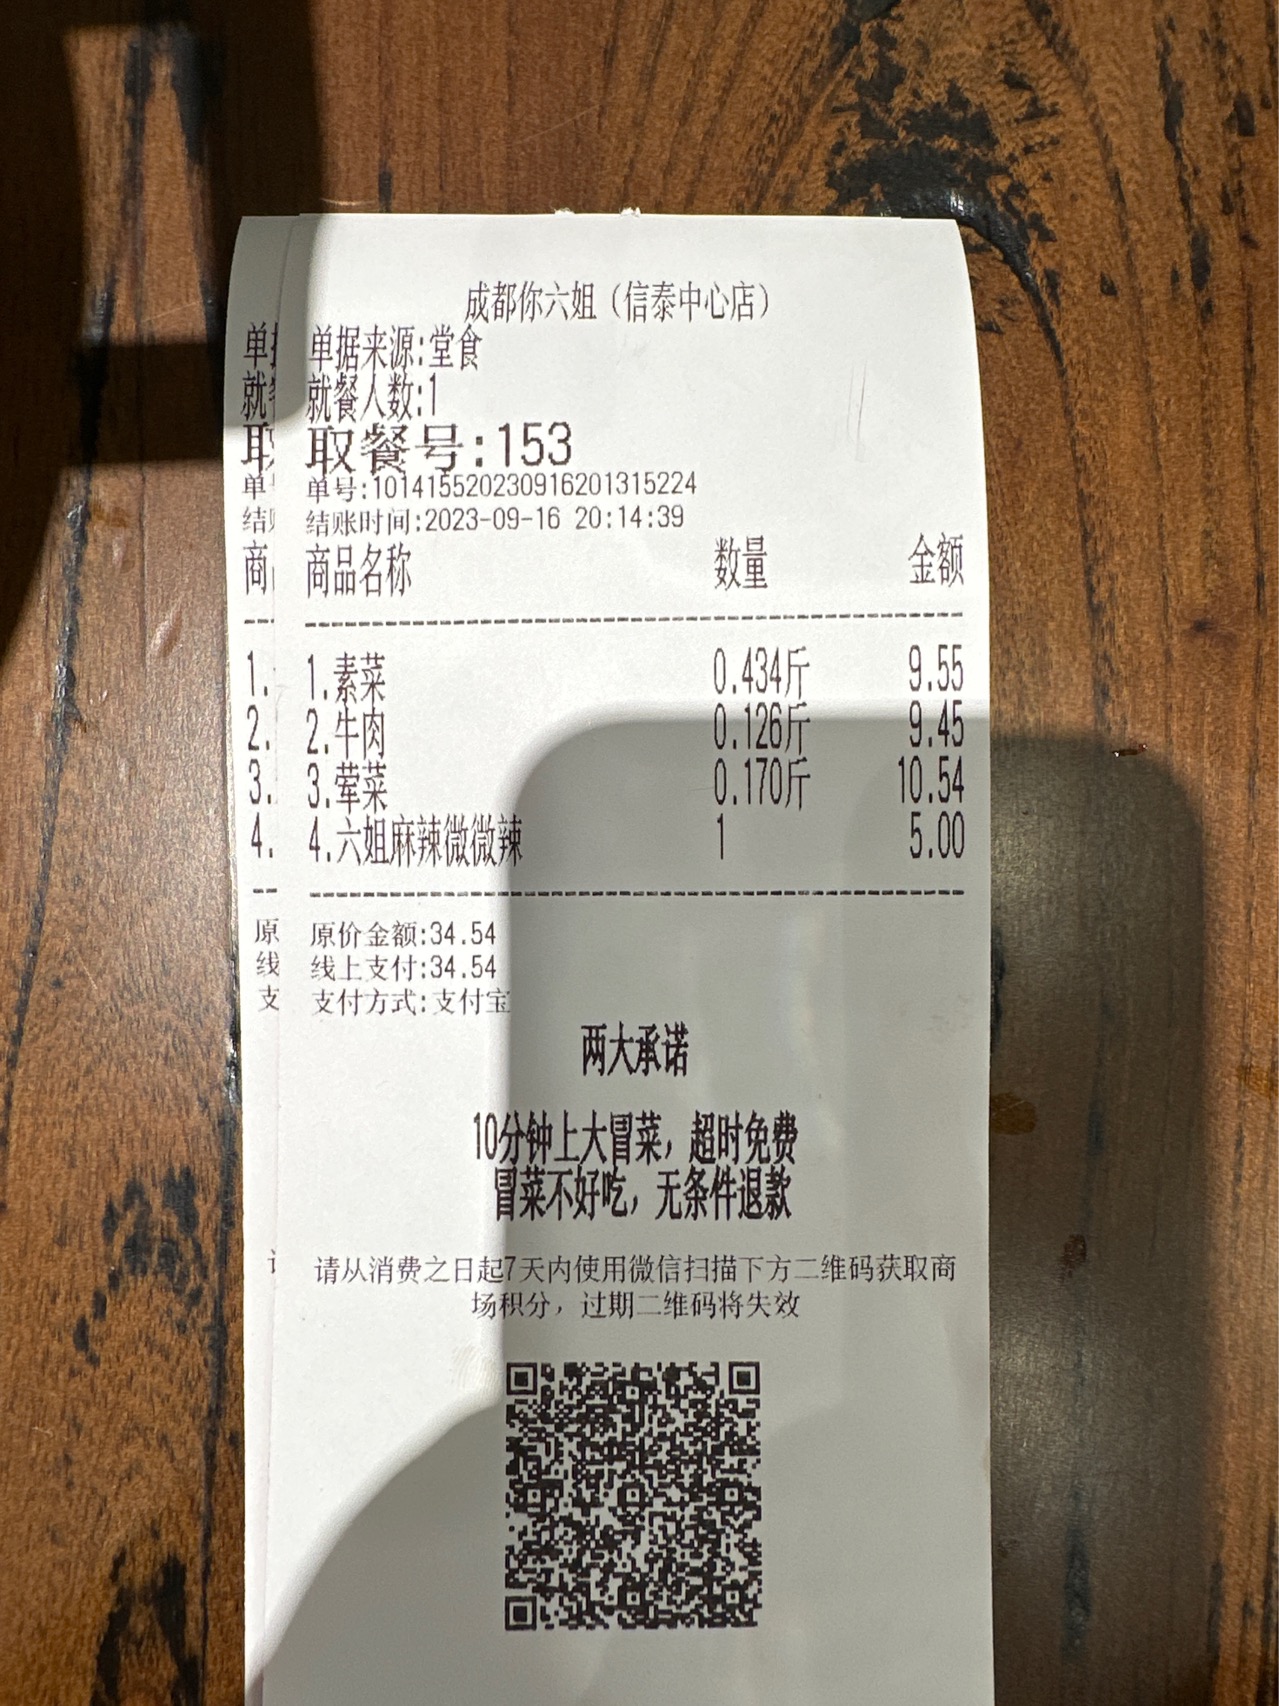 成都你六姐（信泰中心店）
单据来源:堂食
就餐人数:1
取餐号:153
单号:101415520230916201315224
结账时间:2023-09-16 20:14:39
商品名称 数量 金额
1.素菜 0.434斤 9.55
2.牛肉 0.126斤 9.45
3.荤菜 0.170斤 10.54
4.六姐麻辣微微辣 1 5.00
原价金额:34.54
线上支付:34.54
支付方式:支付宝
两大承诺
10分钟上大冒菜，超时免费
冒菜不好吃，无条件退款
请从消费之日起7天内使用微信扫描下方二维码获取商
场积分，过期二维码将失效